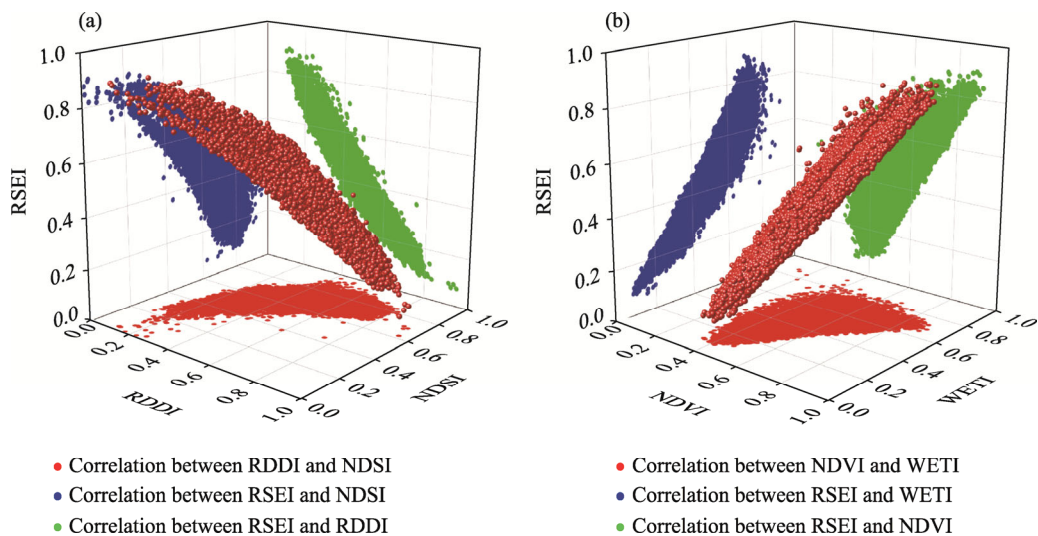 (a)
RSEI
1.0
0.8
0.6
0.4
0.2
0.0
0.0
0.2
0.4
0.6
0.8
1.0
RDDI
0.0
0.2
0.4
0.6
0.8
1.0
NDSI
Correlation between RDDI and NDSI
Correlation between RSEI and NDSI
Correlation between RSEI and RDDI
(b)
RSEI
1.0
0.8
0.6
0.4
0.2
0.0
0.0
0.2
0.4
0.6
0.8
1.0
NDVI
0.0
0.2
0.4
0.6
0.8
1.0
WETI
Correlation between NDVI and WETI
Correlation between RSEI and WETI
Correlation between RSEI and NDVI